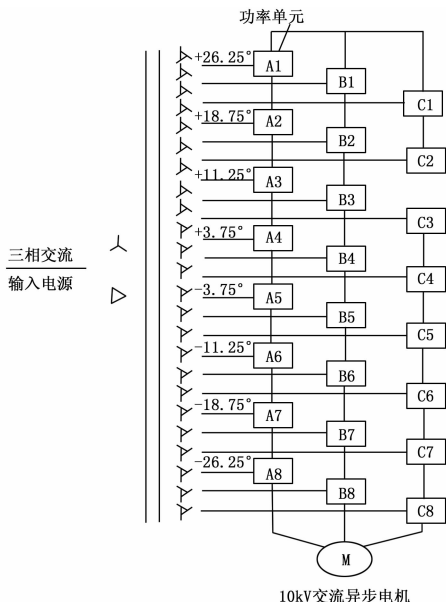 功率单元
+26.25°
A1
B1
C1
+18.75°
A2
B2
C2
+11.25°
A3
B3
C3
+3.75°
A4
B4
C4
三相交流
输入电源
-3.75°
A5
B5
C5
-11.25°
A6
B6
C6
-18.75°
A7
B7
C7
-26.25°
A8
B8
C8
M
10kV交流异步电机